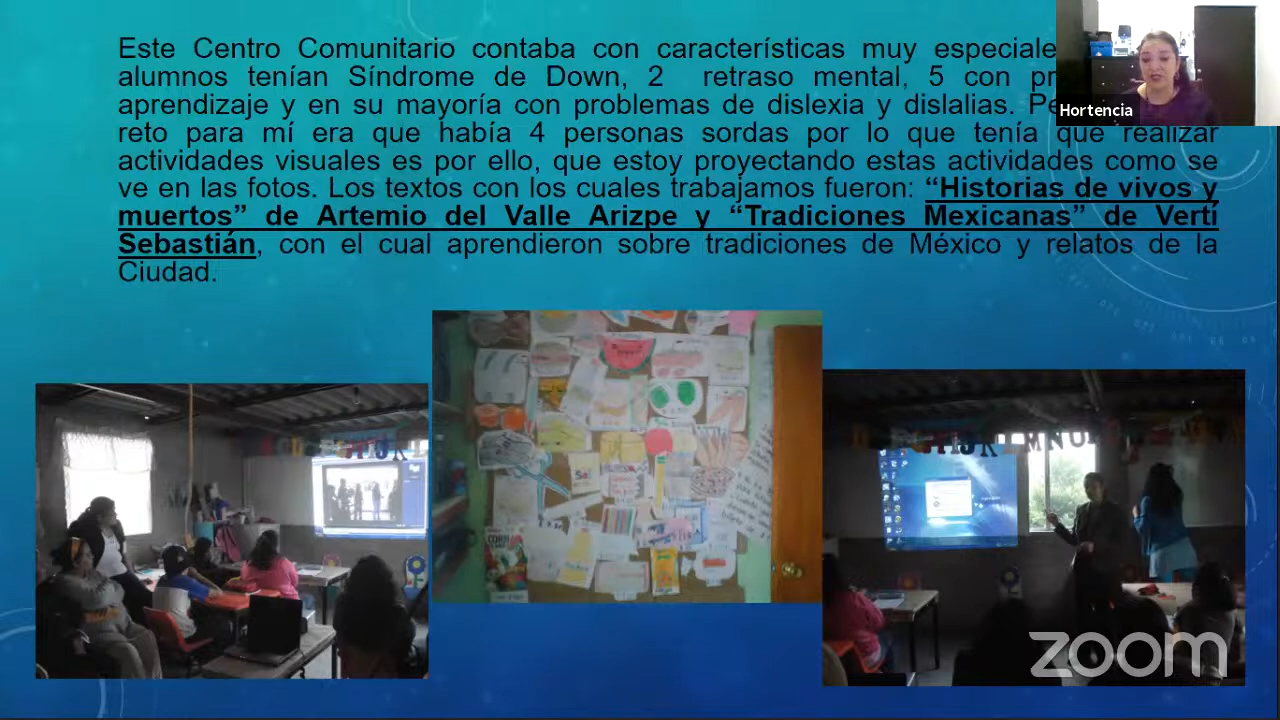 Este Centro Comunitario contaba con características muy especiale
alumnos tenían Síndrome de Down, 2 retraso mental, 5 con pr
aprendizaje y en su mayoría con problemas de dislexia y dislalias. Pe
reto para mí era que había 4 personas sordas por lo que tenía que realizar
actividades visuales es por ello, que estoy proyectando estas actividades como se
ve en las fotos. Los textos con los cuales trabajamos fueron: “Historias de vivos y
muertos” de Artemio del Valle Arizpe y “Tradiciones Mexicanas” de Vertí
Sebastián, con el cual aprendieron sobre tradiciones de México y relatos de la
Ciudad.
Hortencia
CORN
zoom